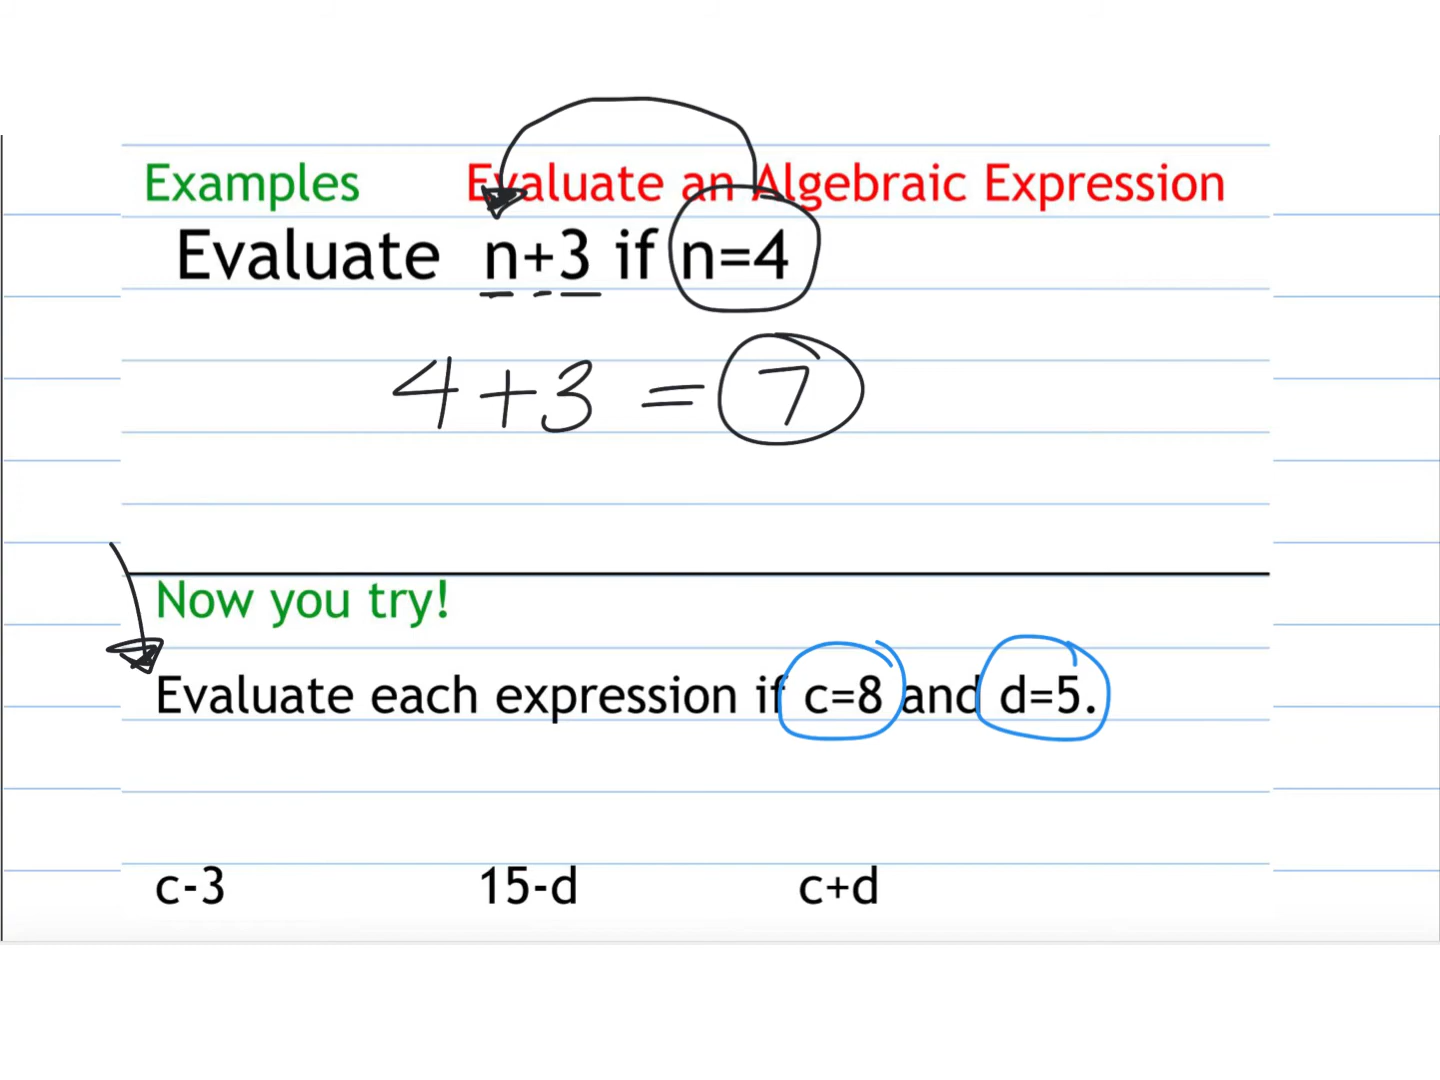 Examples Evaluate an Algebraic Expression
Evaluate n+3 if n=4
4+3 = 7
Now you try!
Evaluate each expression if c=8 and d=5.
c-3 15-d c+d